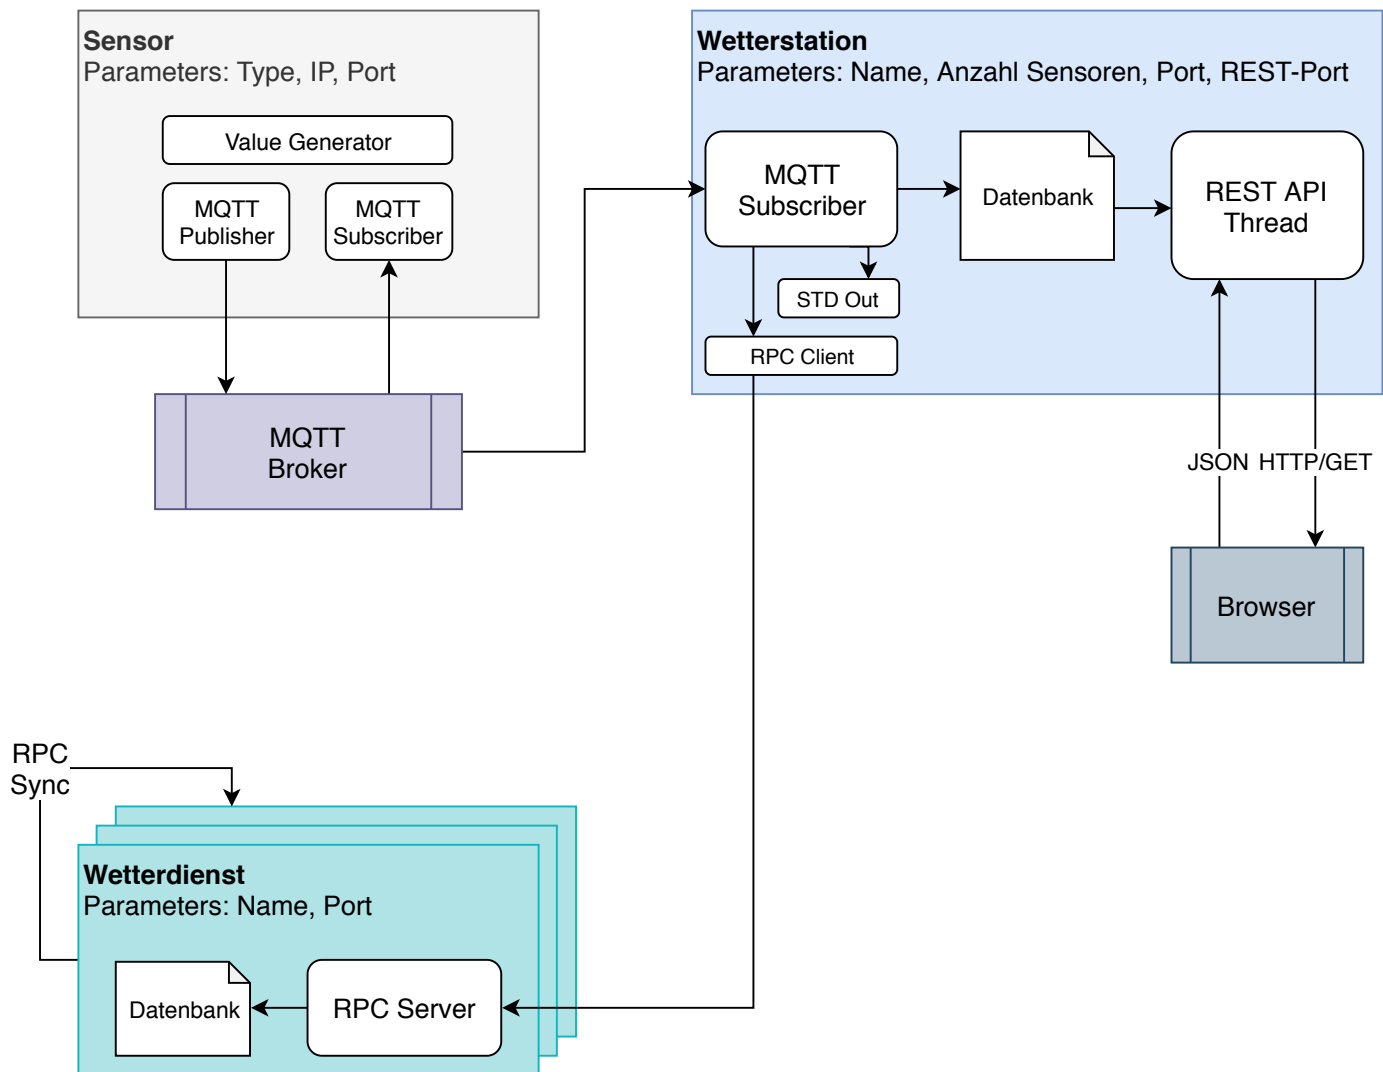 Sensor
Parameters: Type, IP, Port
Value Generator
MQTT
Publisher
MQTT
Subscriber
MQTT
Broker
Wetterstation
Parameters: Name, Anzahl Sensoren, Port, REST-Port
MQTT
Subscriber
Datenbank
REST API
Thread
STD Out
RPC Client
JSON
HTTP/GET
Browser
RPC
Sync
Wetterdienst
Parameters: Name, Port
Datenbank
RPC Server